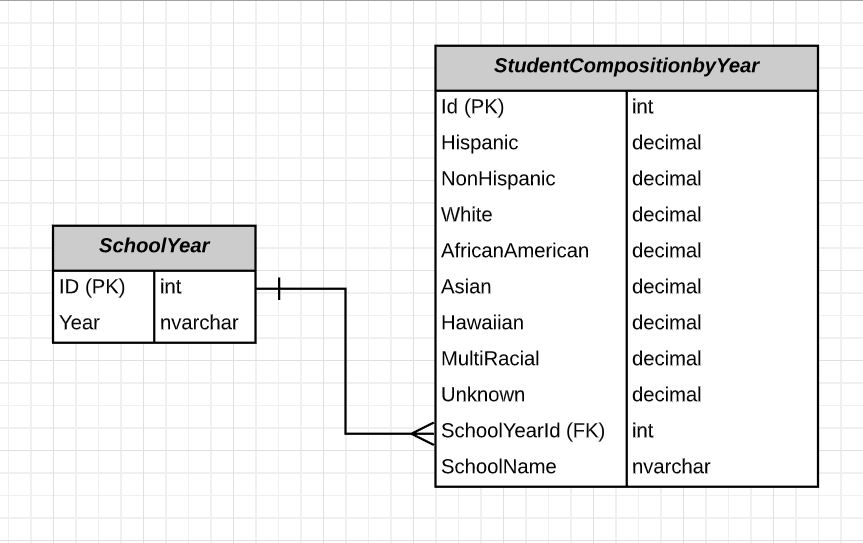 StudentCompositionbyYear
Id (PK) int
Hispanic decimal
NonHispanic decimal
White decimal
AfricanAmerican decimal
Asian decimal
Hawaiian decimal
MultiRacial decimal
Unknown decimal
SchoolYearId (FK) int
SchoolName nvarchar
SchoolYear
ID (PK) int
Year nvarchar